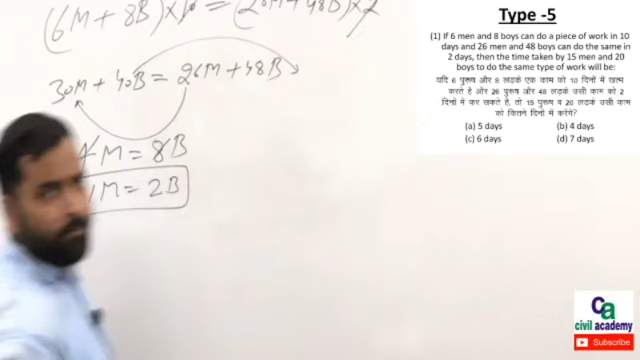 (6M + 8B) × 10 = (26M + 48B) × 2
30M + 40B = 26M + 48B
4M = 8B
1M = 2B
Type -5
(1) If 6 men and 8 boys can do a piece of work in 10
days and 26 men and 48 boys can do the same in
2 days, then the time taken by 15 men and 20
boys to do the same type of work will be:
यदि 6 पुरूष और 8 लड़के एक काम को 10 दिनों में खत्म
करते है और 26 पुरूष और 48 लड़के उसी काम को 2
दिनों में कर सकते है, तो 15 पुरूष व 20 लड़के उसी काम
को कितने दिनों में करेंगे?
(a) 5 days (b) 4 days
(c) 6 days (d) 7 days
ca
civil academy
Subscribe